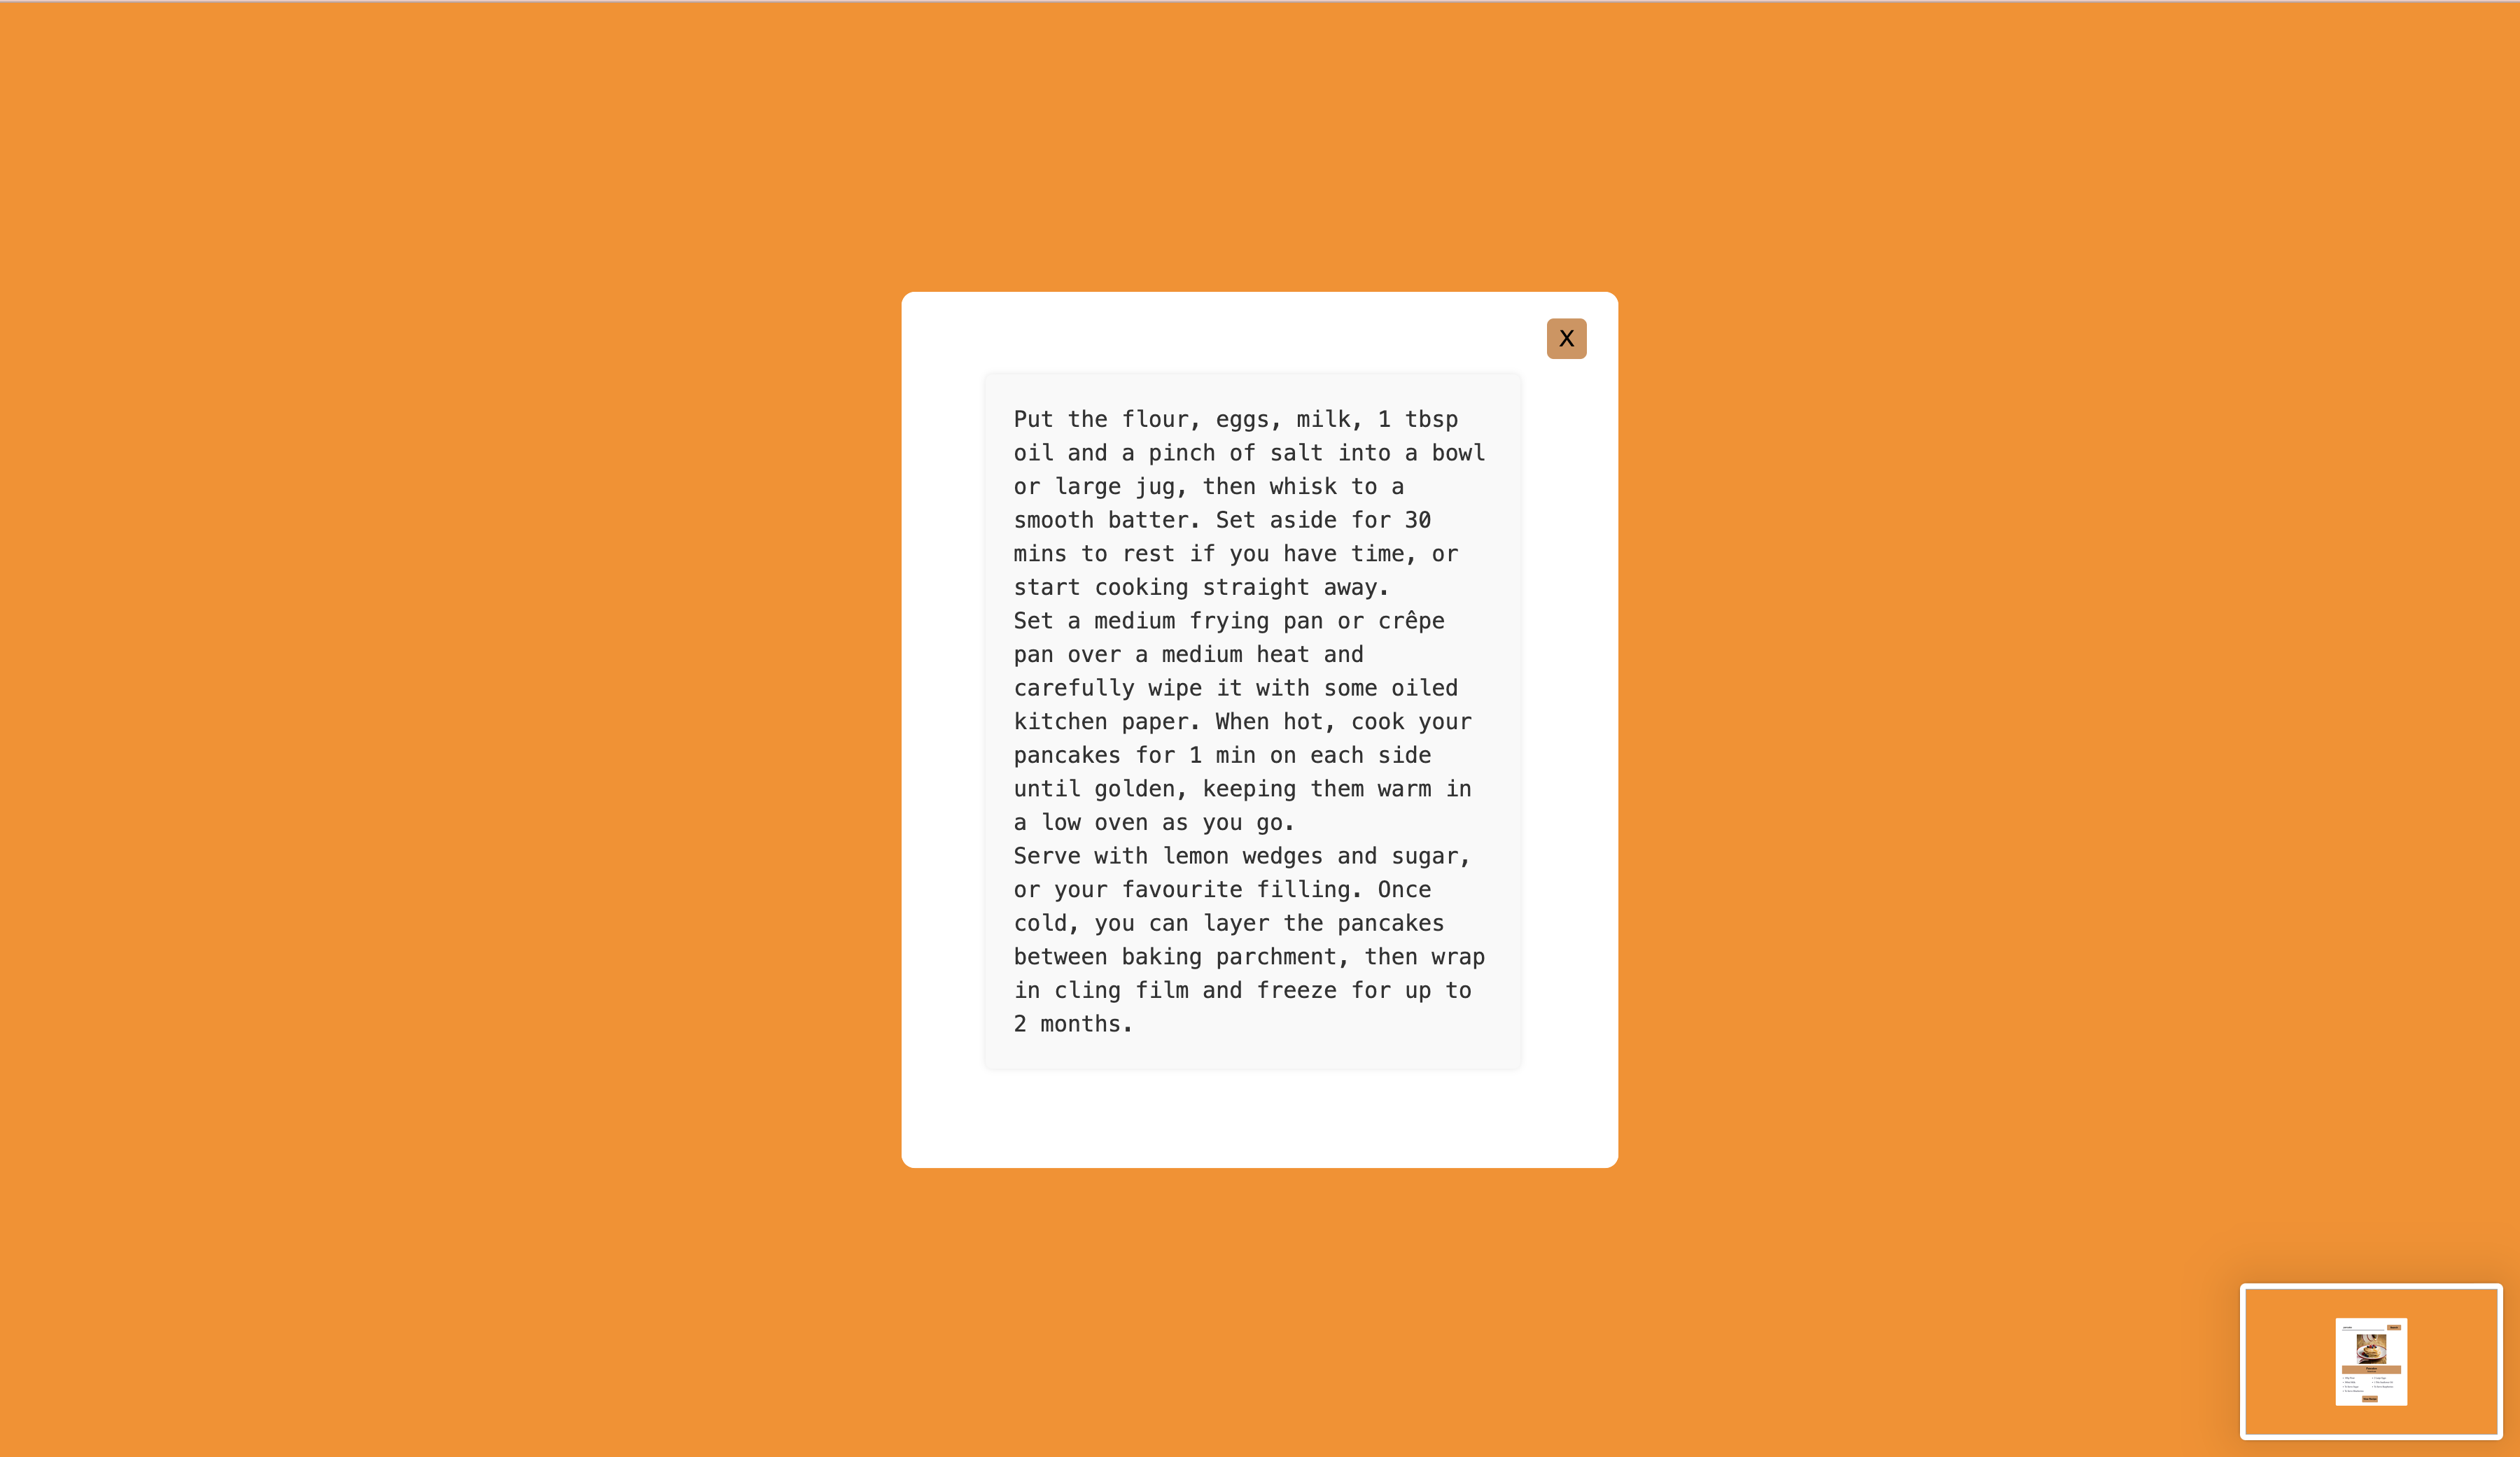 X
Put the flour, eggs, milk, 1 tbsp
oil and a pinch of salt into a bowl
or large jug, then whisk to a
smooth batter. Set aside for 30
mins to rest if you have time, or
start cooking straight away.
Set a medium frying pan or crêpe
pan over a medium heat and
carefully wipe it with some oiled
kitchen paper. When hot, cook your
pancakes for 1 min on each side
until golden, keeping them warm in
a low oven as you go.
Serve with lemon wedges and sugar,
or your favourite filling. Once
cold, you can layer the pancakes
between baking parchment, then wrap
in cling film and freeze for up to
2 months.